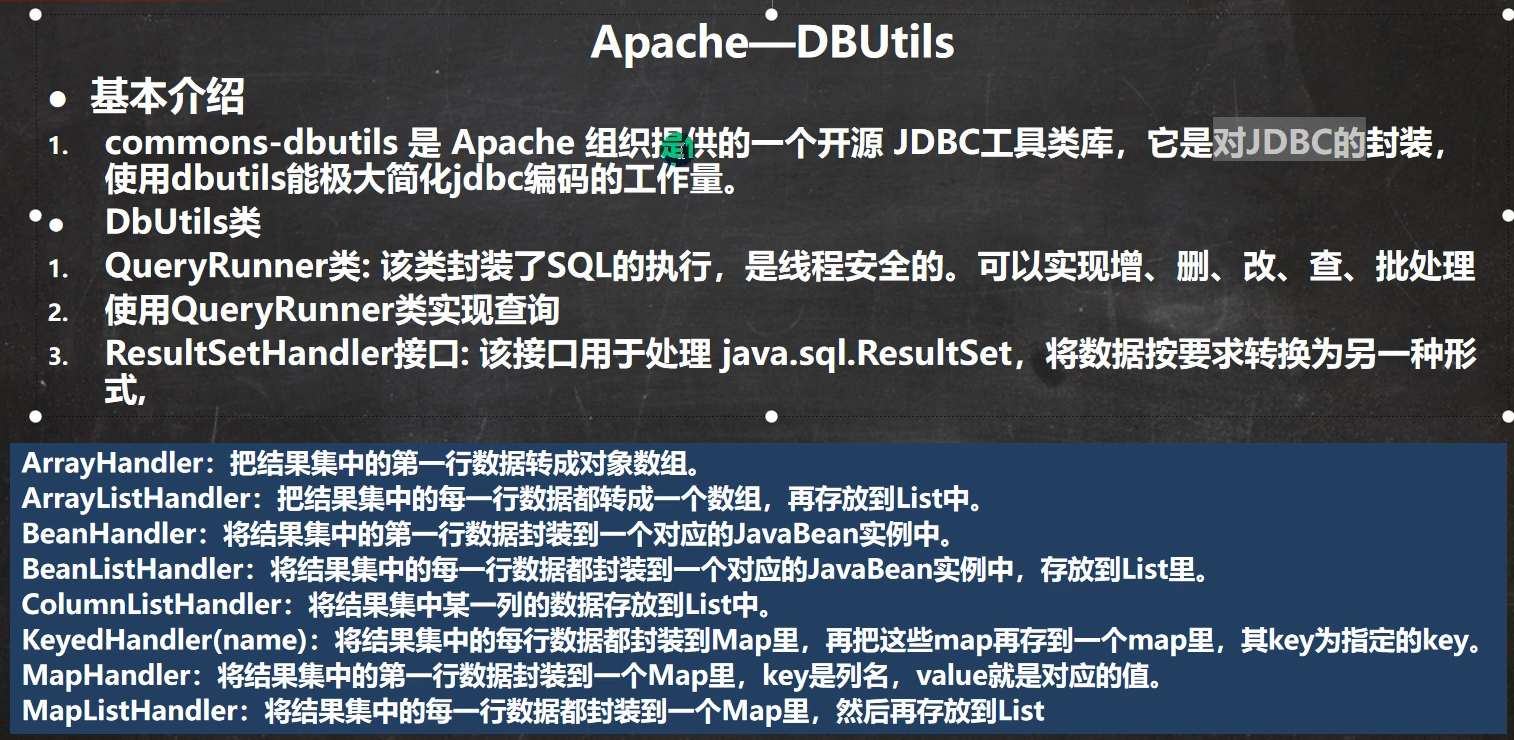 Apache—DBUtils
● 基本介绍
1. commons-dbutils 是 Apache 组织提供的一个开源 JDBC工具类库，它是对JDBC的封装，
使用dbutils能极大简化jdbc编码的工作量。
● DbUtils类
1. QueryRunner类: 该类封装了SQL的执行，是线程安全的。可以实现增、删、改、查、批处理
2. 使用QueryRunner类实现查询
3. ResultSetHandler接口: 该接口用于处理 java.sql.ResultSet，将数据按要求转换为另一种形
式,
ArrayHandler：把结果集中的第一行数据转成对象数组。
ArrayListHandler：把结果集中的每一行数据都转成一个数组，再存放到List中。
BeanHandler：将结果集中的第一行数据封装到一个对应的JavaBean实例中。
BeanListHandler：将结果集中的每一行数据都封装到一个对应的JavaBean实例中，存放到List里。
ColumnListHandler：将结果集中某一列的数据存放到List中。
KeyedHandler(name)：将结果集中的每行数据都封装到Map里，再把这些map再存到一个map里，其key为指定的key。
MapHandler：将结果集中的第一行数据封装到一个Map里，key是列名，value就是对应的值。
MapListHandler：将结果集中的每一行数据都封装到一个Map里，然后再存放到List